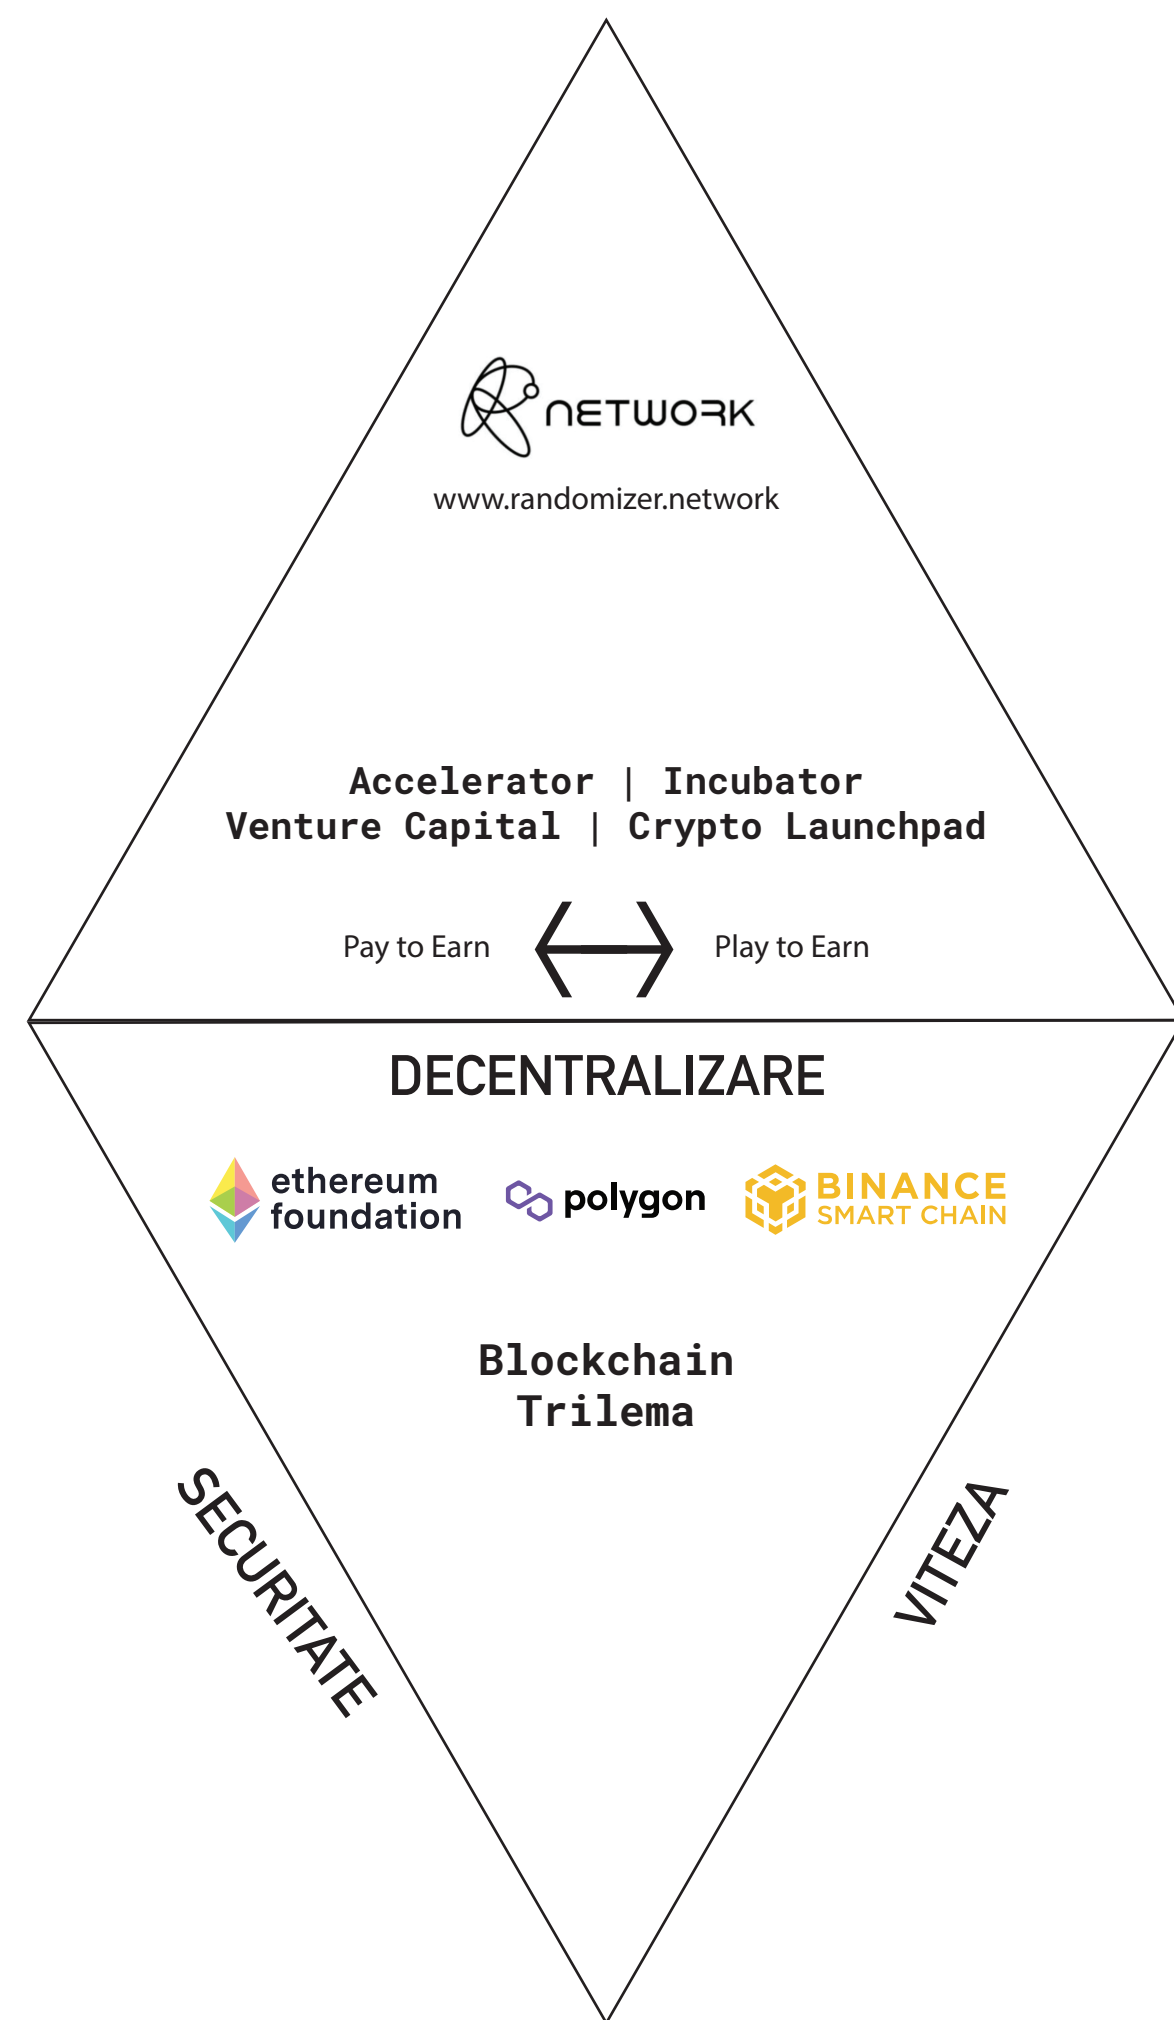 NETWORK
www.randomizer.network
Accelerator | Incubator
Venture Capital | Crypto Launchpad
Pay to Earn
Play to Earn
DECENTRALIZARE
ethereum
foundation
polygon
BINANCE
SMART CHAIN
Blockchain
Trilema
SECURITATE
VITEZA